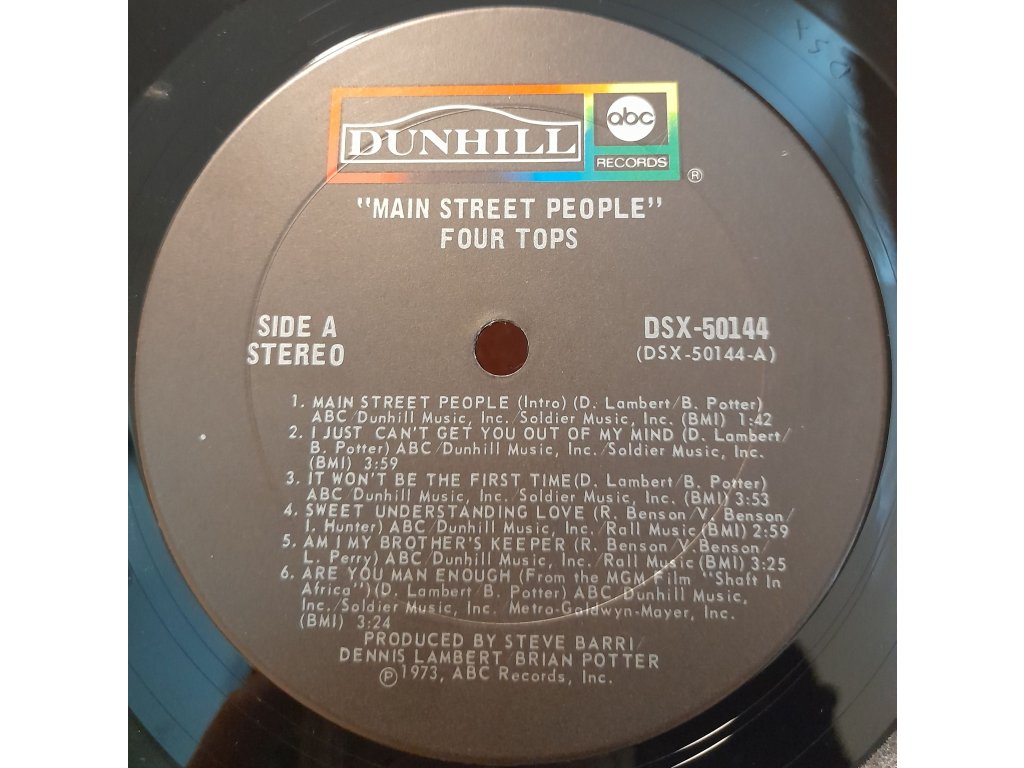 DUNHILL
abc
RECORDS
®
"MAIN STREET PEOPLE"
FOUR TOPS
SIDE A
STEREO
DSX-50144
(DSX-50144-A)
1. MAIN STREET PEOPLE (Intro) (D. Lambert/B. Potter)
ABC/Dunhill Music, Inc./Soldier Music, Inc. (BMI) 1:42
2. I JUST CAN'T GET YOU OUT OF MY MIND (D. Lambert/
B. Potter) ABC/Dunhill Music, Inc./Soldier Music, Inc.
(BMI) 3:59
3. IT WON'T BE THE FIRST TIME(D. Lambert/B. Potter)
ABC/Dunhill Music, Inc./Soldier Music, Inc. (BMI) 3:53
4. SWEET UNDERSTANDING LOVE (R. Benson/V. Benson/
I. Hunter) ABC/Dunhill Music, Inc./Rall Music (BMI) 2:59
5. AM I MY BROTHER'S KEEPER (R. Benson/V. Benson/
L. Perry) ABC/Dunhill Music, Inc./Rall Music (BMI) 3:25
6. ARE YOU MAN ENOUGH (From the MGM Film "Shaft In
Africa")(D. Lambert/B. Potter) ABC/Dunhill Music,
Inc./Soldier Music, Inc./Metro-Goldwyn-Mayer, Inc.
(BMI) 3:24
PRODUCED BY STEVE BARRI/
DENNIS LAMBERT/BRIAN POTTER
℗1973, ABC Records, Inc.